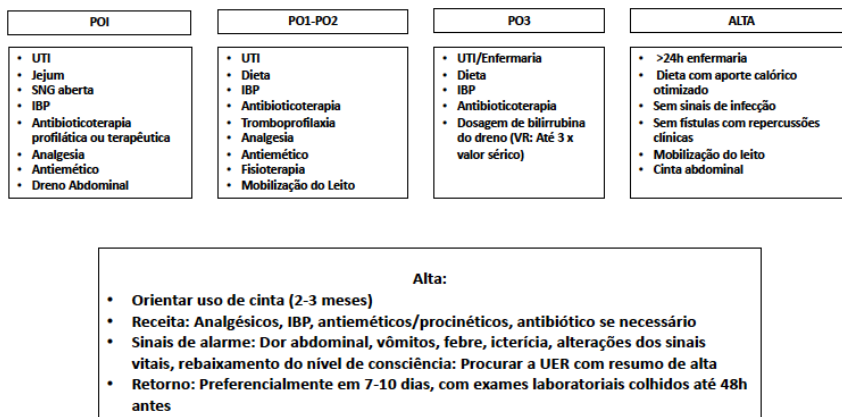 POI
• UTI
• Jejum
• SNG aberta
• IBP
• Antibioticoterapia
profilática ou terapêutica
• Analgesia
• Antiemético
• Dreno Abdominal
PO1-PO2
• UTI
• Dieta
• IBP
• Antibioticoterapia
• Tromboprofilaxia
• Analgesia
• Antiemético
• Fisioterapia
• Mobilização do Leito
PO3
• UTI/Enfermaria
• Dieta
• IBP
• Antibioticoterapia
• Dosagem de bilirrubina
do dreno (VR: Até 3 x
valor sérico)
ALTA
• >24h enfermaria
• Dieta com aporte calórico
otimizado
• Sem sinais de infecção
• Sem fístulas com repercussões
clínicas
• Mobilização do leito
• Cinta abdominal
Alta:
• Orientar uso de cinta (2-3 meses)
• Receita: Analgésicos, IBP, antieméticos/procinéticos, antibiótico se necessário
• Sinais de alarme: Dor abdominal, vômitos, febre, icterícia, alterações dos sinais
vitais, rebaixamento do nível de consciência: Procurar a UER com resumo de alta
• Retorno: Preferencialmente em 7-10 dias, com exames laboratoriais colhidos até 48h
antes